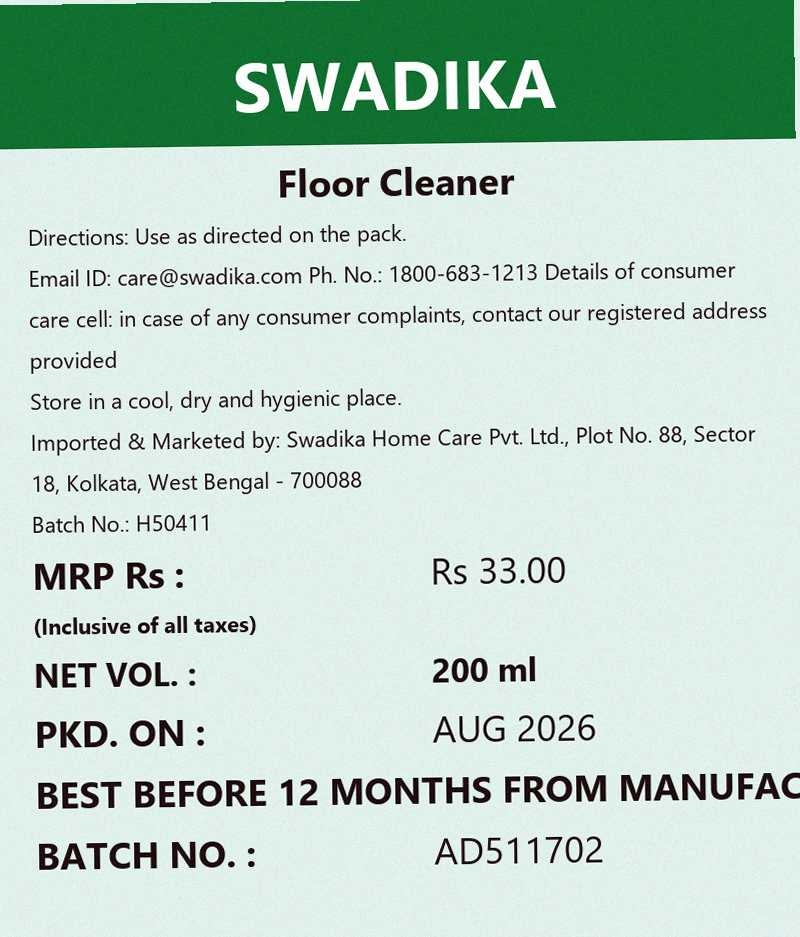 SWADIKA
Floor Cleaner
Directions: Use as directed on the pack.
Email ID: care@swadika.com Ph. No.: 1800-683-1213 Details of consumer
care cell: in case of any consumer complaints, contact our registered address
provided
Store in a cool, dry and hygienic place.
Imported & Marketed by: Swadika Home Care Pvt. Ltd., Plot No. 88, Sector
18, Kolkata, West Bengal - 700088
Batch No.: H50411
MRP Rs : Rs 33.00
(Inclusive of all taxes)
NET VOL. : 200 ml
PKD. ON : AUG 2026
BEST BEFORE 12 MONTHS FROM MANUFAC
BATCH NO. : AD511702